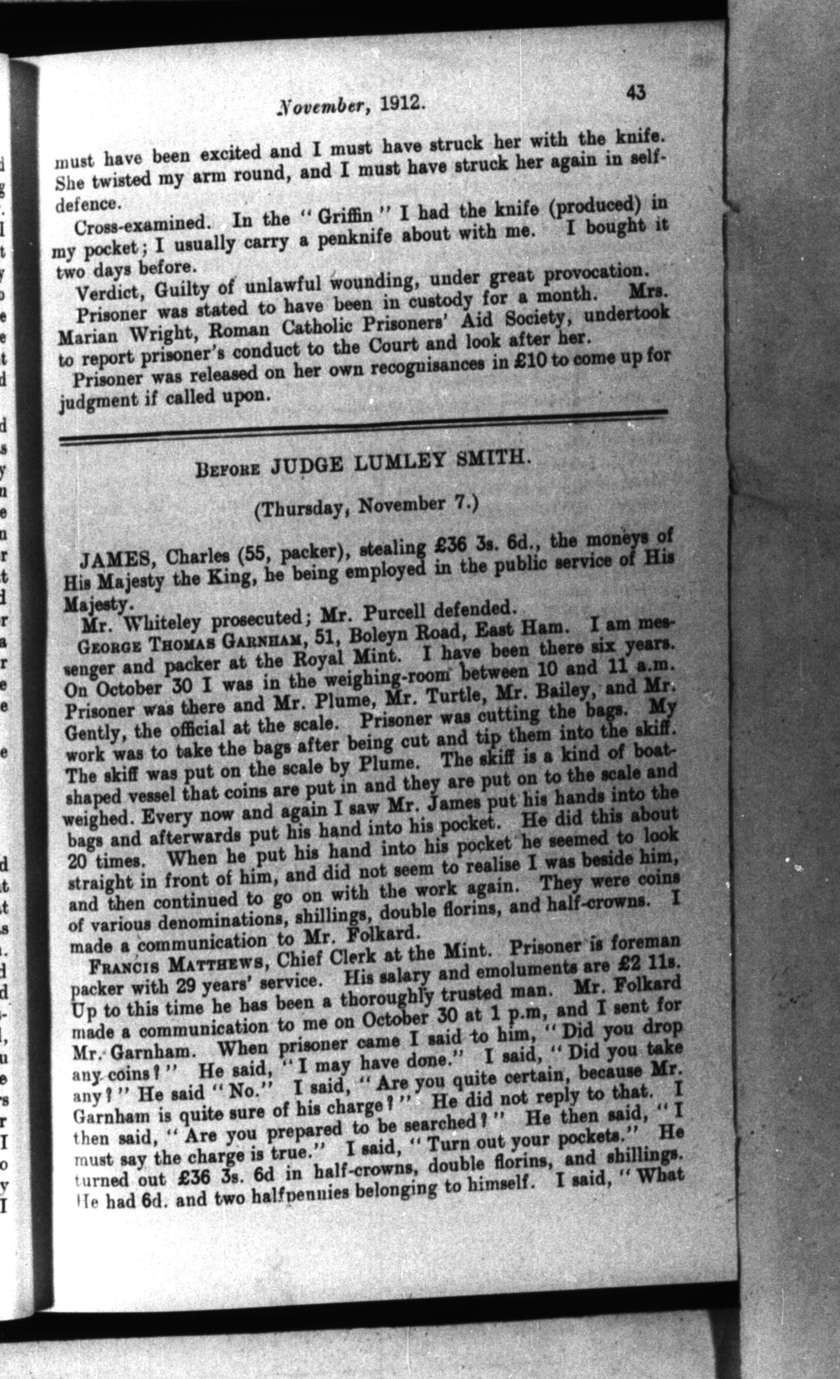 November, 1912. 43
must have been excited and I must have struck her with the knife.
She twisted my arm round, and I must have struck her again in self-
defence.
Cross-examined. In the "Griffin" I had the knife (produced) in
my pocket; I usually carry a penknife about with me. I bought it
two days before.
Verdict, Guilty of unlawful wounding, under great provocation.
Prisoner was stated to have been in custody for a month. Mrs.
Marian Wright, Roman Catholic Prisoners' Aid Society, undertook
to report prisoner's conduct to the Court and look after her.
Prisoner was released on her own recognisances in £10 to come up for
judgment if called upon.
BEFORE JUDGE LUMLEY SMITH.
(Thursday, November 7.)
JAMES, Charles (55, packer), stealing £36 3s. 6d., the moneys of
His Majesty the King, he being employed in the public service of His
Majesty.
Mr. Whiteley prosecuted; Mr. Purcell defended.
GEORGE THOMAS GARNHAM, 51, Boleyn Road, East Ham. I am mes-
senger and packer at the Royal Mint. I have been there six years.
On October 30 I was in the weighing-room between 10 and 11 a.m.
Prisoner was there and Mr. Plume, Mr. Turtle, Mr. Bailey, and Mr.
Gently, the official at the scale. Prisoner was cutting the bags. My
work was to take the bags after being cut and tip them into the skiff.
The skiff was put on the scale by Plume. The skiff is a kind of boat-
shaped vessel that coins are put in and they are put on to the scale and
weighed. Every now and again I saw Mr. James put his hands into the
bags and afterwards put his hand into his pocket. He did this about
20 times. When he put his hand into his pocket he seemed to look
straight in front of him, and did not seem to realise I was beside him,
and then continued to go on with the work again. They were coins
of various denominations, shillings, double florins, and half-crowns. I
made a communication to Mr. Folkard.
FRANCIS MATTHEWS, Chief Clerk at the Mint. Prisoner is foreman
packer with 29 years' service. His salary and emoluments are £2 11s.
Up to this time he has been a thoroughly trusted man. Mr. Folkard
made a communication to me on October 30 at 1 p.m, and I sent for
Mr. Garnham. When prisoner came I said to him, "Did you drop
any coins?" He said, "I may have done." I said, "Did you take
any?" He said "No." I said, "Are you quite certain, because Mr.
Garnham is quite sure of his charge?" He did not reply to that. I
then said, "Are you prepared to be searched?" He then said, "I
must say the charge is true." I said, "Turn out your pockets." He
turned out £36 3s. 6d in half-crowns, double florins, and shillings.
He had 6d. and two halfpennies belonging to himself. I said, "What